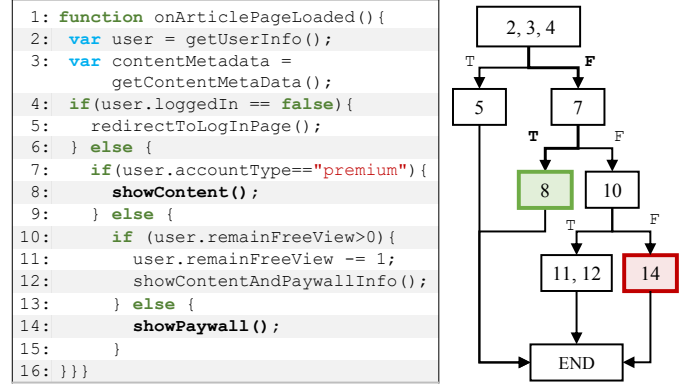 1: function onArticlePageLoaded(){
2: var user = getUserInfo();
3: var contentMetadata =
getContentMetaData();
4: if(user.loggedIn == false){
5: redirectToLogInPage();
6: } else {
7: if(user.accountType=="premium"){
8: showContent();
9: } else {
10: if (user.remainFreeView>0){
11: user.remainFreeView -= 1;
12: showContentAndPaywallInfo();
13: } else {
14: showPaywall();
15: }
16: }}}
2, 3, 4
T F
5 7
T F
8 10
T F
11, 12 14
END